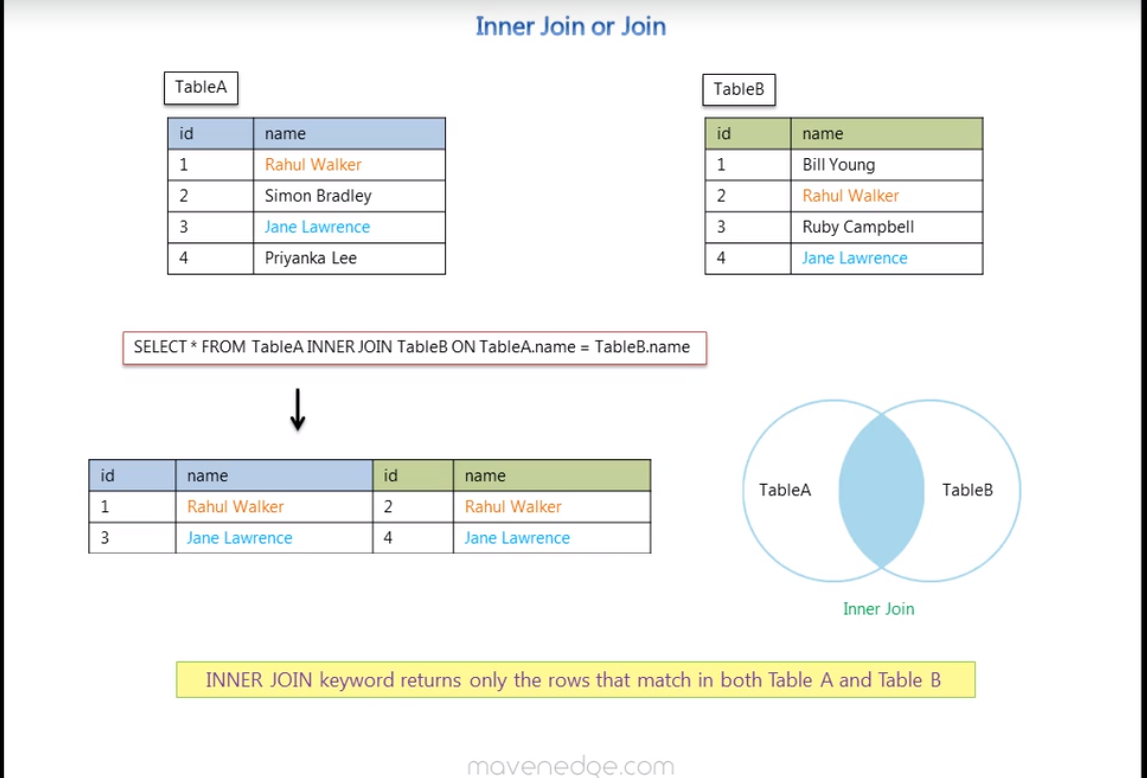 Inner Join or Join
TableA
id name
1 Rahul Walker
2 Simon Bradley
3 Jane Lawrence
4 Priyanka Lee
TableB
id name
1 Bill Young
2 Rahul Walker
3 Ruby Campbell
4 Jane Lawrence
SELECT * FROM TableA INNER JOIN TableB ON TableA.name = TableB.name
id name id name
1 Rahul Walker 2 Rahul Walker
3 Jane Lawrence 4 Jane Lawrence
TableA TableB
Inner Join
INNER JOIN keyword returns only the rows that match in both Table A and Table B
mavenedge.com